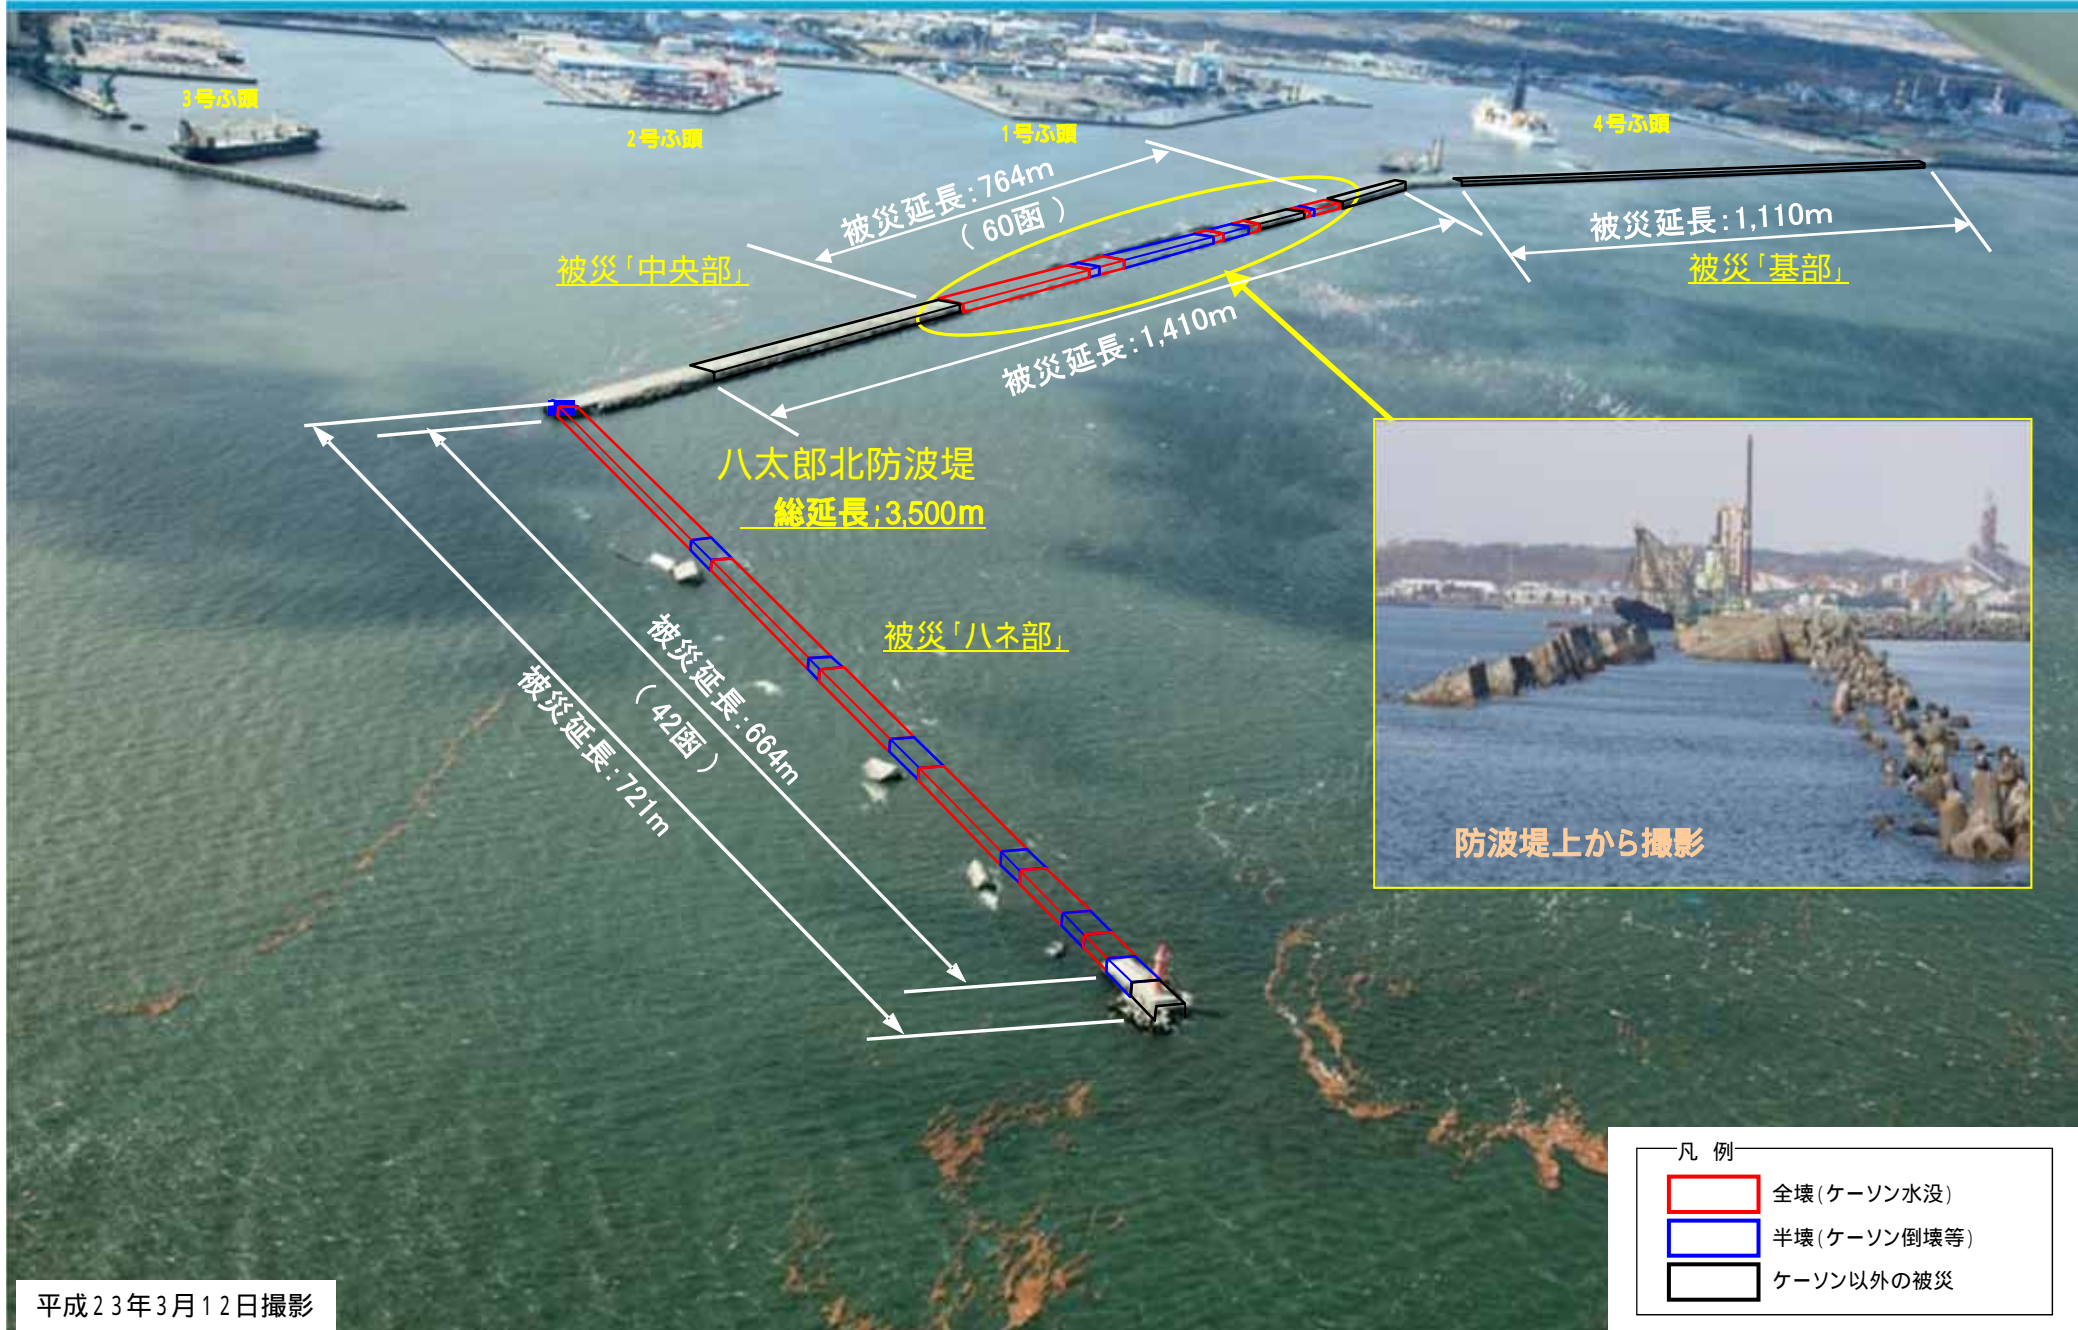 3号ふ頭
2号ふ頭
1号ふ頭
4号ふ頭
被災延長:764m
(60函)
被災延長:1,110m
被災「基部」
被災「中央部」
被災延長:1,410m
八太郎北防波堤
総延長;3,500m
被災「ハネ部」
被災延長:664m
(42函)
被災延長:721m
防波堤上から撮影
凡 例
全壊(ケーソン水没)
半壊(ケーソン倒壊等)
ケーソン以外の被災
平成23年3月12日撮影